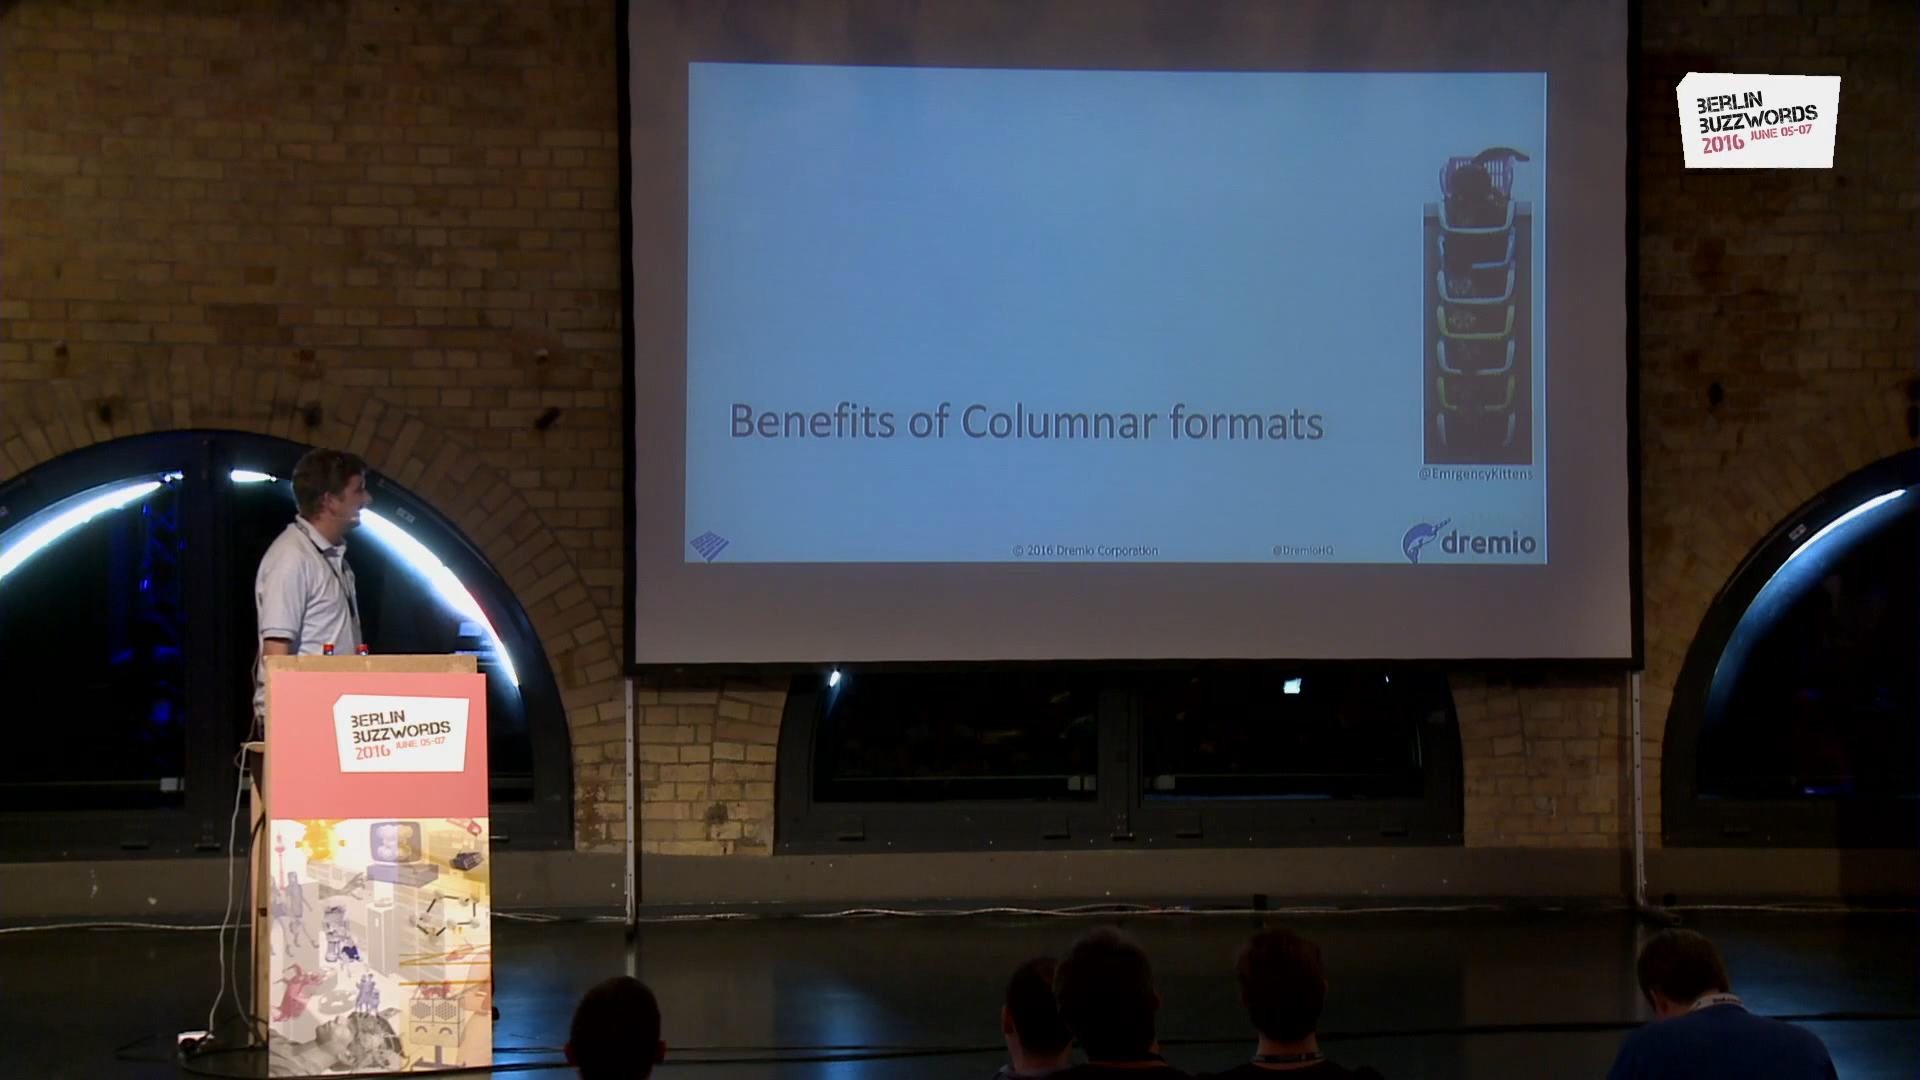 Benefits of Columnar formats
@EmrgencyKittens
© 2016 Dremio Corporation
@DremioHQ
dremio
BERLIN
BUZZWORDS
2016 JUNE 05-07
BERLIN
BUZZWORDS
2016 JUNE 05-07